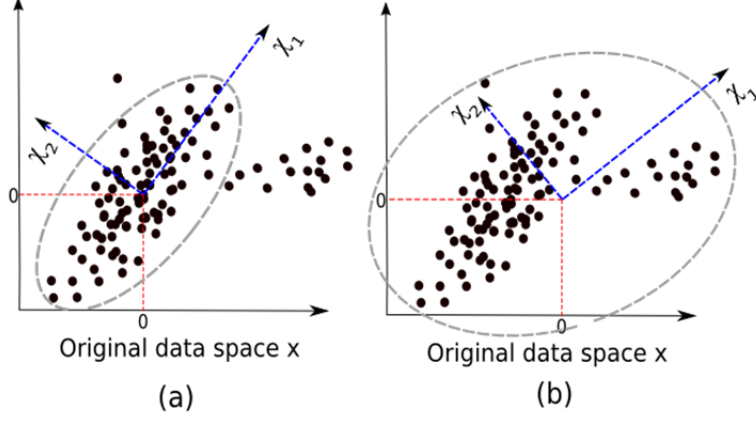 χ₁
χ₂
0
0
Original data space x
(a)
χ₁
χ₂
0
0
Original data space x
(b)